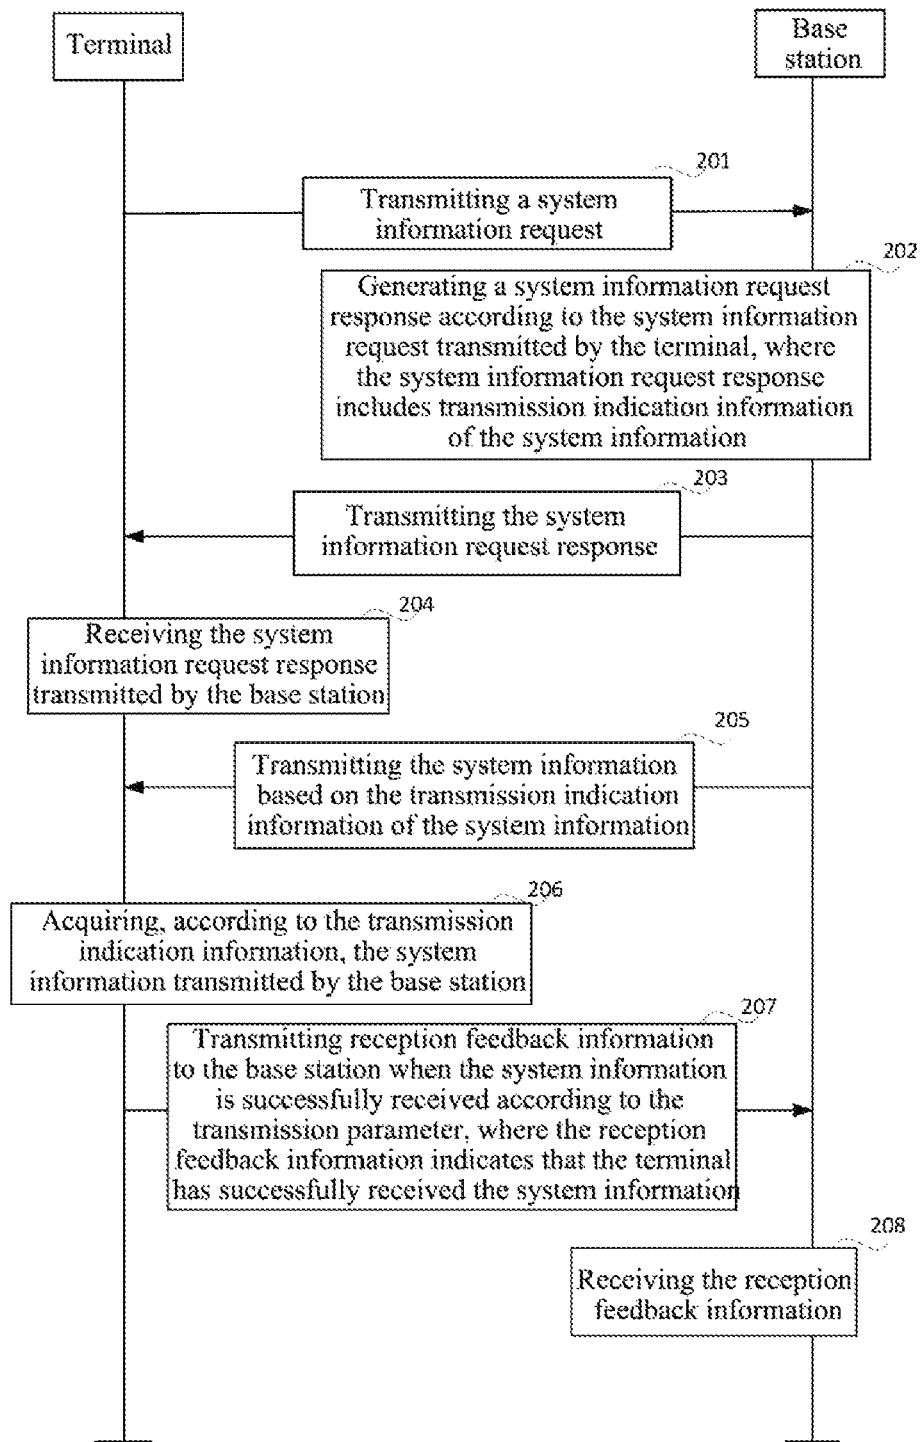 Terminal
Base
station
201
Transmitting a system
information request
202
Generating a system information request
response according to the system information
request transmitted by the terminal, where
the system information request response
includes transmission indication information
of the system information
203
Transmitting the system
information request response
204
Receiving the system
information request response
transmitted by the base station
205
Transmitting the system information
based on the transmission indication
information of the system information
206
Acquiring, according to the transmission
indication information, the system
information transmitted by the base station
207
Transmitting reception feedback information
to the base station when the system information
is successfully received according to the
transmission parameter, where the reception
feedback information indicates that the terminal
has successfully received the system information
208
Receiving the reception
feedback information